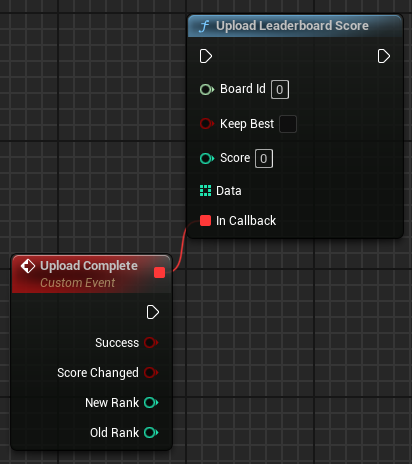 f Upload Leaderboard Score
Board Id 0
Keep Best
Score 0
Data
In Callback
Upload Complete
Custom Event
Success
Score Changed
New Rank
Old Rank